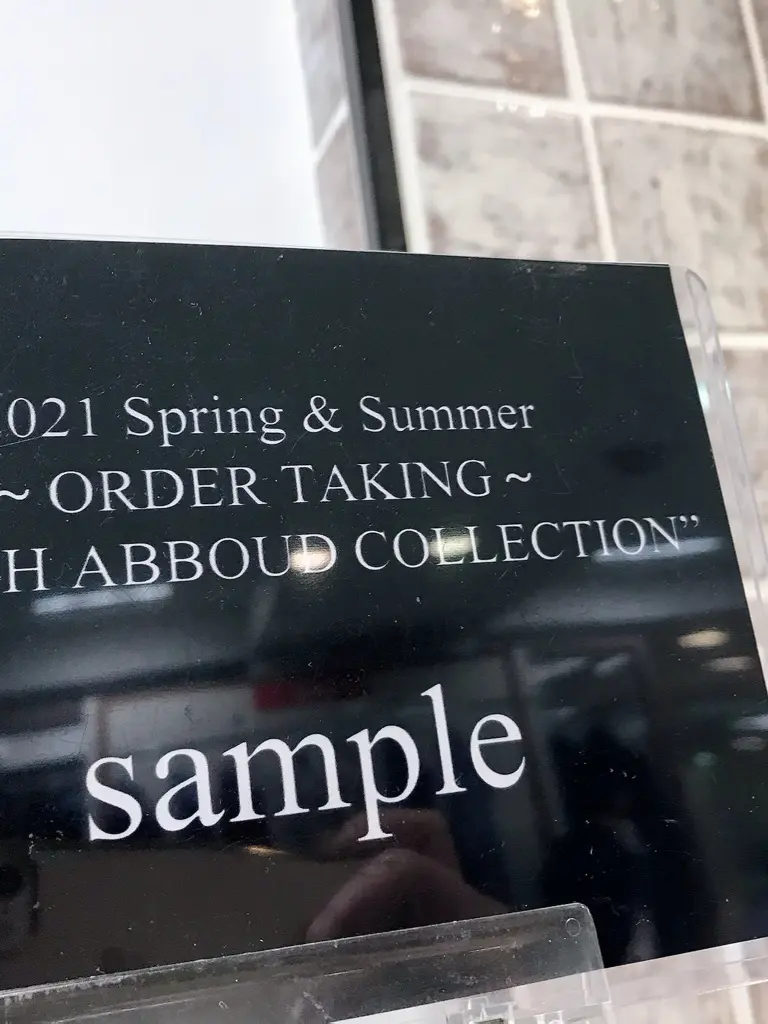 021 Spring & Summer
~ ORDER TAKING ~
H ABBOUD COLLECTION”
sample